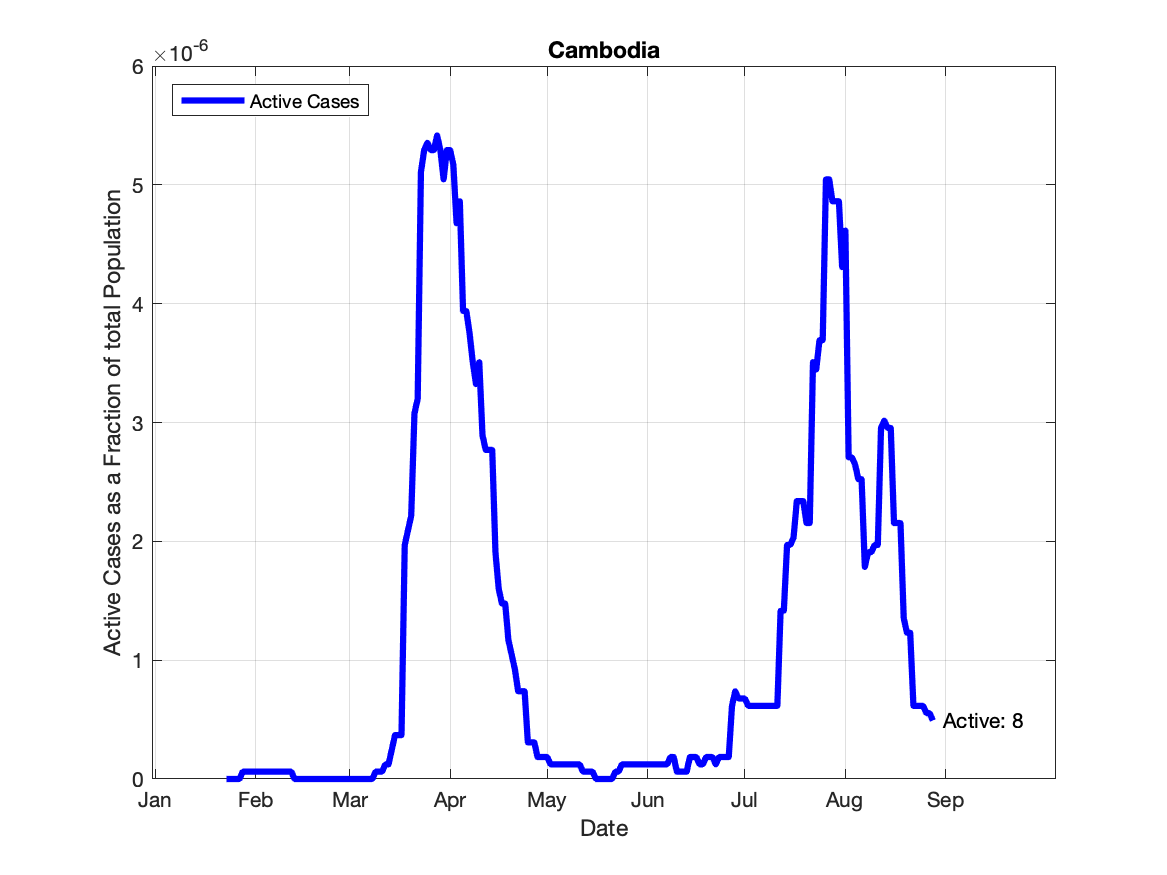 Cambodia
×10-6
Active Cases
6
5
4
3
2
1
0
Active Cases as a Fraction of total Population
Active: 8
Jan Feb Mar Apr May Jun Jul Aug Sep
Date